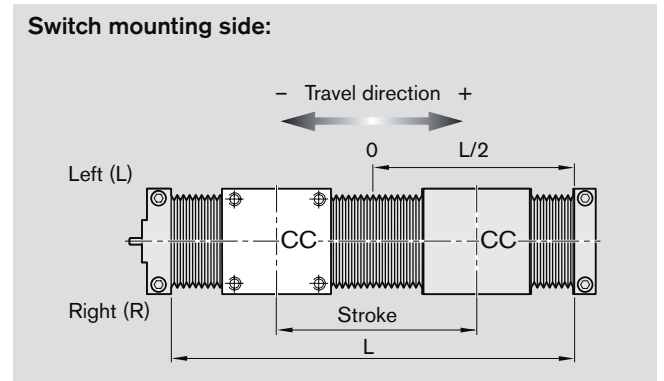 Switch mounting side:
– Travel direction +
0 L/2
Left (L)
CC CC
Right (R)
Stroke
L